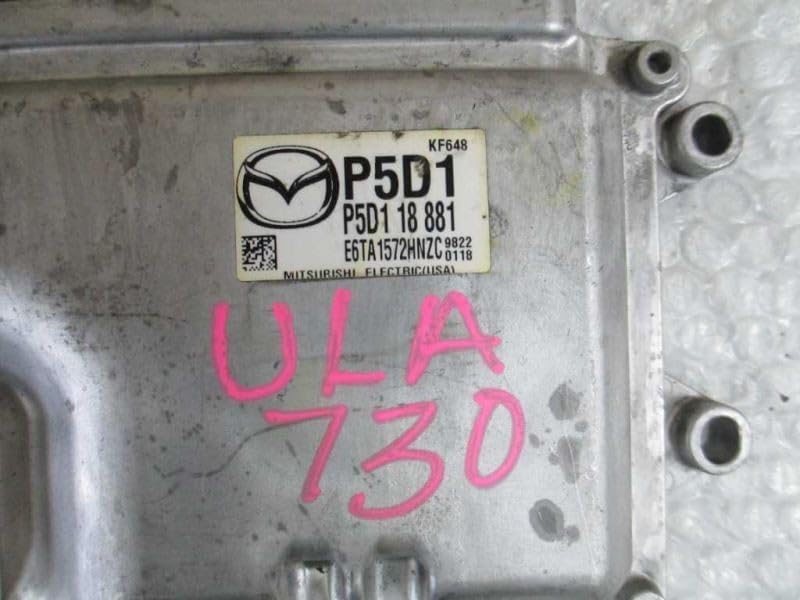 KF648
P5D1
P5D1 18 881
E6TA1572HNZC 9822
0118
MITSUBISHI ELECTRIC(USA)
ULA
730